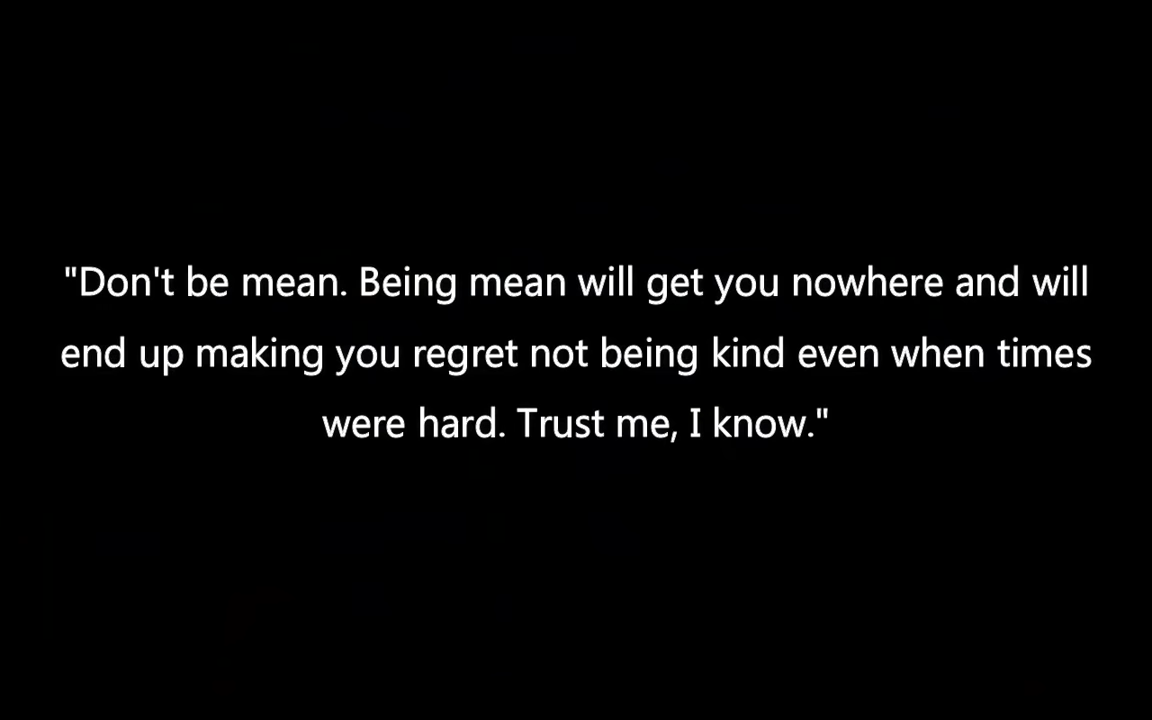 "Don't be mean. Being mean will get you nowhere and will
end up making you regret not being kind even when times
were hard. Trust me, I know."